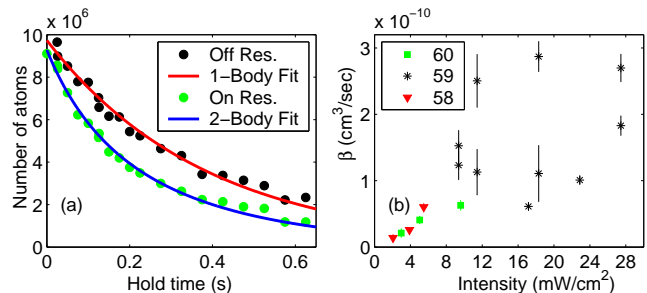 x 10^6
10
8
6
4
2
0
0
0.2
0.4
0.6
Number of atoms
Hold time (s)
(a)
Off Res.
1−Body Fit
On Res.
2−Body Fit
x 10^-10
3
2
1
0
0
4
8
12
16
20
24
28
β (cm^3/sec)
Intensity (mW/cm^2)
(b)
60
59
58